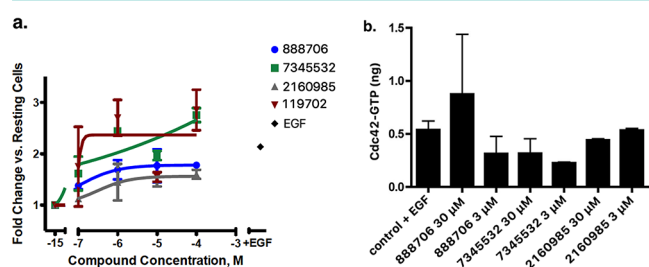 a.
Fold Change vs. Resting Cells
3
2
1
-15
-7
-6
-5
-4
-3
+EGF
Compound Concentration, M
888706
7345532
2160985
119702
EGF
b.
Cdc42-GTP (ng)
1.5
1.0
0.5
0.0
control + EGF
888706 30 µM
888706 3 µM
7345532 30 µM
7345532 3 µM
2160985 30 µM
2160985 3 µM